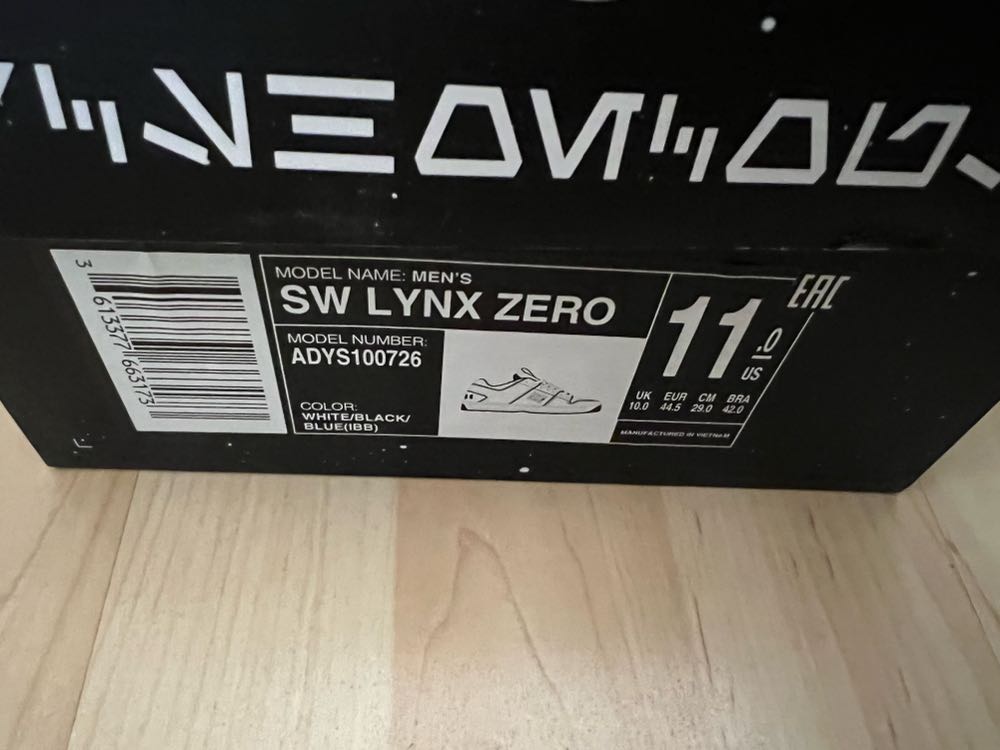 MODEL NAME: MEN'S
SW LYNX ZERO
MODEL NUMBER:
ADYS100726
COLOR:
WHITE/BLACK/
BLUE(IBB)
11.0
US
UK EUR CM BRA
10.0 44.5 29.0 42.0
MANUFACTURED IN VIETNAM
EAC
3 613377 663173